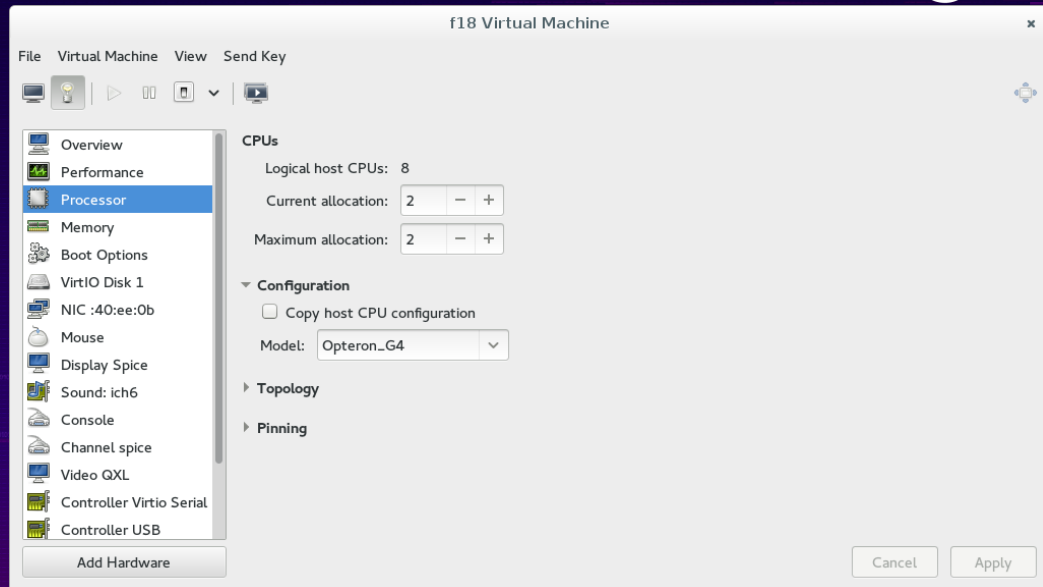 f18 Virtual Machine
File Virtual Machine View Send Key
Overview
Performance
Processor
Memory
Boot Options
VirtIO Disk 1
NIC :40:ee:0b
Mouse
Display Spice
Sound: ich6
Console
Channel spice
Video QXL
Controller Virtio Serial
Controller USB
Add Hardware
CPUs
Logical host CPUs: 8
Current allocation: 2
Maximum allocation: 2
Configuration
Copy host CPU configuration
Model: Opteron_G4
Topology
Pinning
Cancel Apply